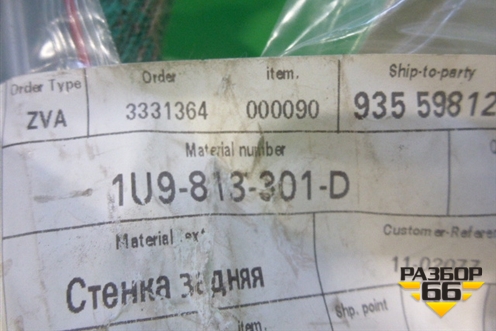 Order Type
Order
item.
Ship-to-party
ZVA
3331364
000090
935 59812
Material number
1U9-813-301-D
Material
Customer-Refere
Стенка задняя
Shp. point
РАЗБОР
66